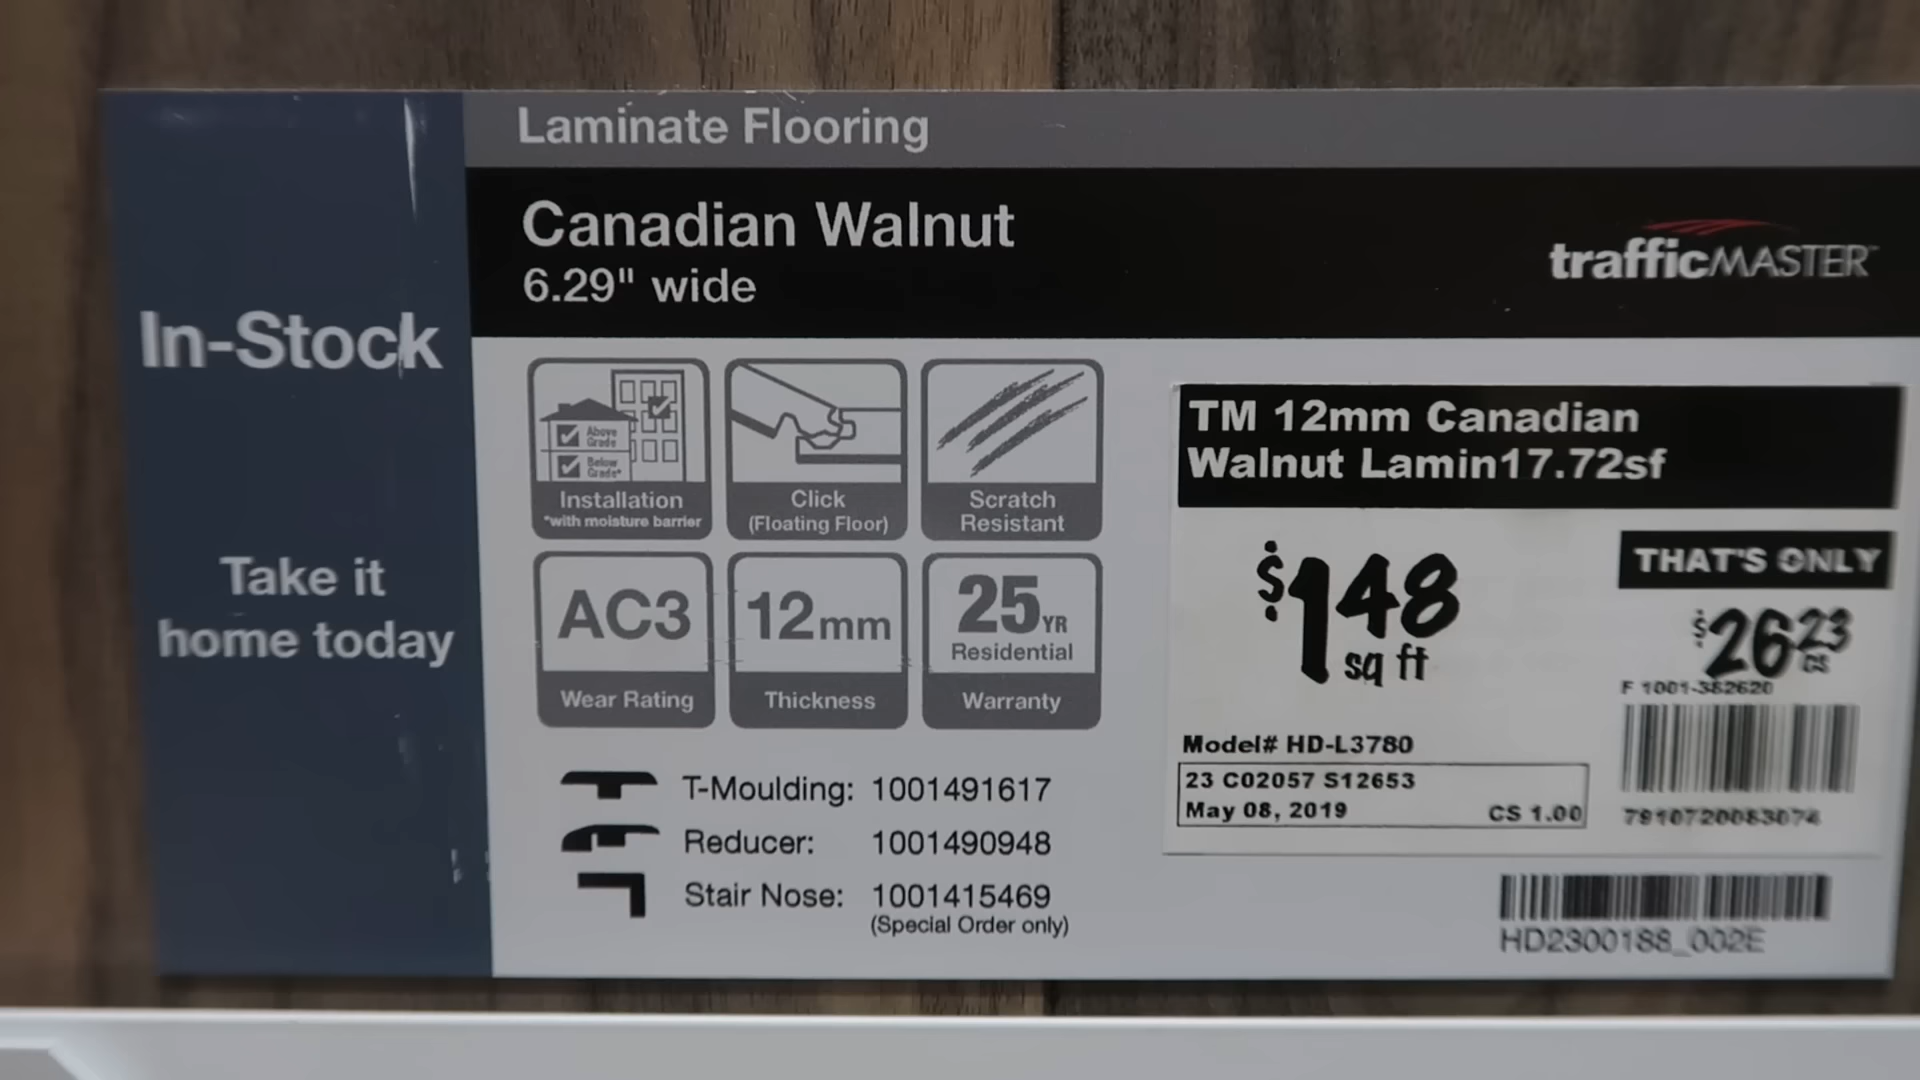 Laminate Flooring
Canadian Walnut
6.29" wide
trafficMASTER
In-Stock
Take it
home today
Above
Grade
Below
Grade*
Installation
*with moisture barrier
Click
(Floating Floor)
Scratch
Resistant
AC3
Wear Rating
12mm
Thickness
25YR
Residential
Warranty
T-Moulding: 1001491617
Reducer: 1001490948
Stair Nose: 1001415469
(Special Order only)
TM 12mm Canadian
Walnut Lamin17.72sf
$148
sq ft
THAT'S ONLY
$2623
CS
F 1001-382620
Model# HD-L3780
23 C02057 S12653
May 08, 2019 CS 1.00
7910720083074
HD2300188_002E